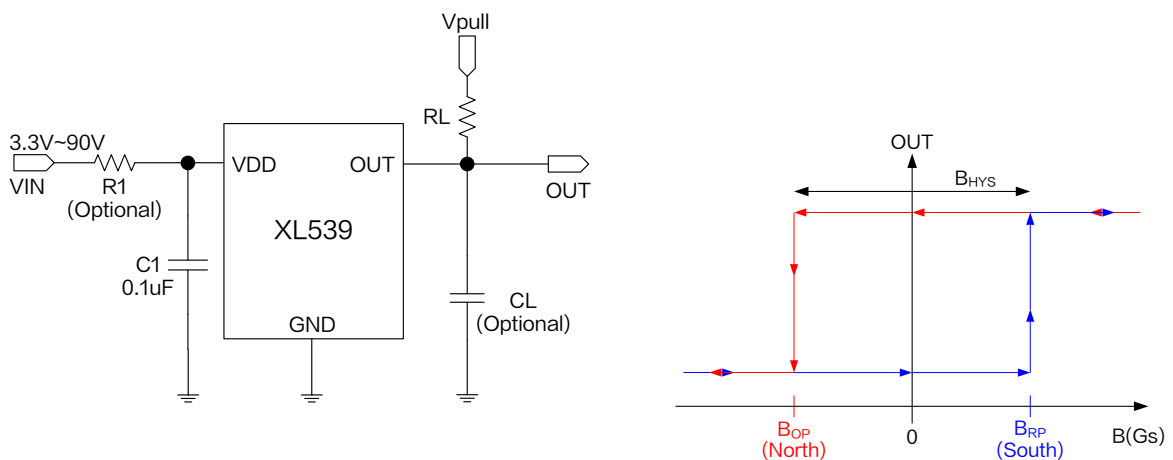 Vpull
RL
3.3V~90V
VIN
R1
(Optional)
VDD
OUT
OUT
XL539
C1
0.1uF
GND
CL
(Optional)
OUT
BHYS
BOP
(North)
0
BRP
(South)
B(Gs)